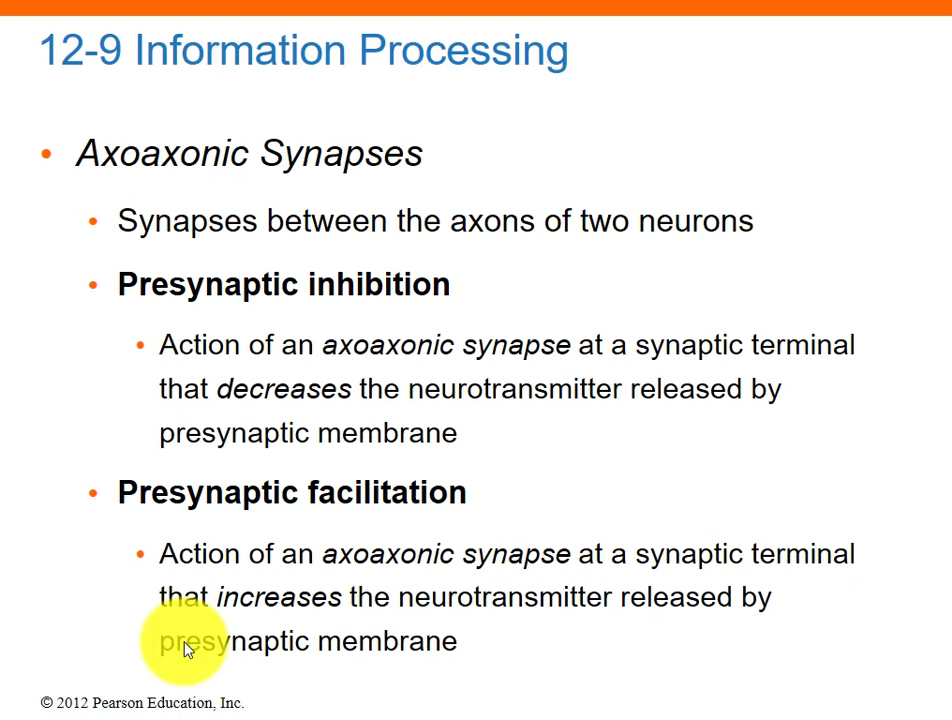 12-9 Information Processing
• Axoaxonic Synapses
• Synapses between the axons of two neurons
• Presynaptic inhibition
• Action of an axoaxonic synapse at a synaptic terminal
that decreases the neurotransmitter released by
presynaptic membrane
• Presynaptic facilitation
• Action of an axoaxonic synapse at a synaptic terminal
that increases the neurotransmitter released by
presynaptic membrane
© 2012 Pearson Education, Inc.